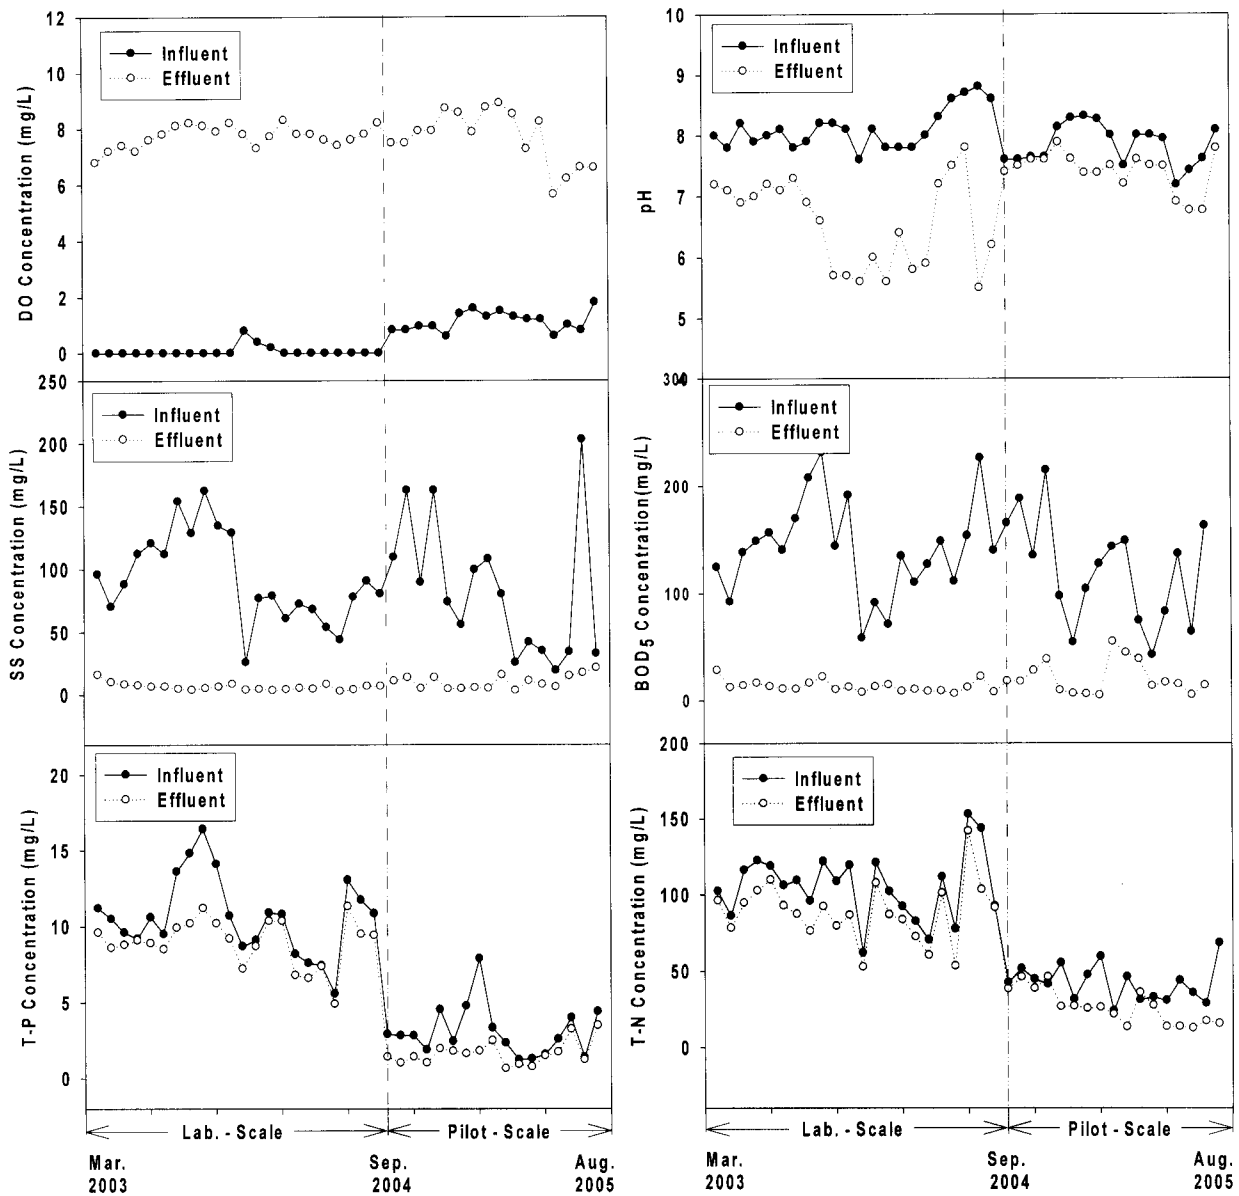 12
10
8
6
4
2
0
DO Concentration (mg/L)
Influent
Effluent
10
9
8
7
6
5
4
pH
Influent
Effluent
250
200
150
100
50
0
SS Concentration (mg/L)
Influent
Effluent
300
200
100
0
BOD5 Concentration(mg/L)
Influent
Effluent
20
15
10
5
0
T-P Concentration (mg/L)
Influent
Effluent
200
150
100
50
0
T-N Concentration (mg/L)
Influent
Effluent
Lab. - Scale
Pilot - Scale
Mar.
2003
Sep.
2004
Aug.
2005
Lab. - Scale
Pilot - Scale
Mar.
2003
Sep.
2004
Aug.
2005